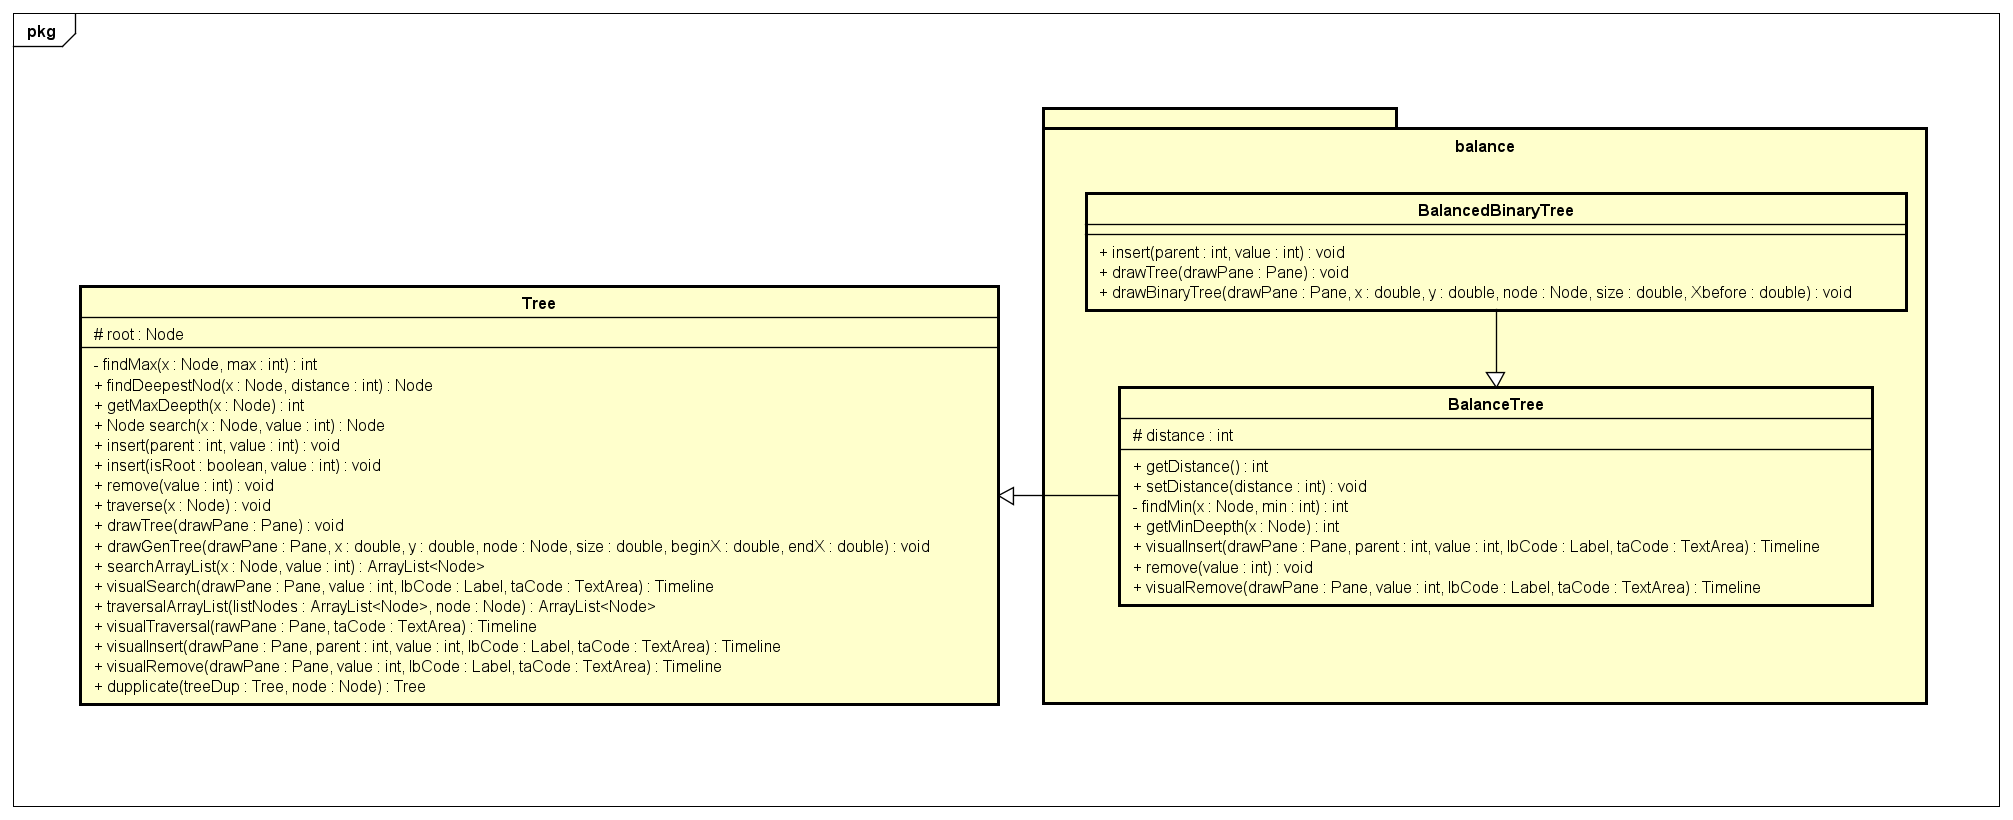 pkg
balance
BalancedBinaryTree
+ insert(parent : int, value : int) : void
+ drawTree(drawPane : Pane) : void
+ drawBinaryTree(drawPane : Pane, x : double, y : double, node : Node, size : double, Xbefore : double) : void
Tree
# root : Node
- findMax(x : Node, max : int) : int
+ findDeepestNod(x : Node, distance : int) : Node
+ getMaxDeepth(x : Node) : int
+ Node search(x : Node, value : int) : Node
+ insert(parent : int, value : int) : void
+ insert(isRoot : boolean, value : int) : void
+ remove(value : int) : void
+ traverse(x : Node) : void
+ drawTree(drawPane : Pane) : void
+ drawGenTree(drawPane : Pane, x : double, y : double, node : Node, size : double, beginX : double, endX : double) : void
+ searchArrayList(x : Node, value : int) : ArrayList<Node>
+ visualSearch(drawPane : Pane, value : int, lbCode : Label, taCode : TextArea) : Timeline
+ traversalArrayList(listNodes : ArrayList<Node>, node : Node) : ArrayList<Node>
+ visualTraversal(rawPane : Pane, taCode : TextArea) : Timeline
+ visualInsert(drawPane : Pane, parent : int, value : int, lbCode : Label, taCode : TextArea) : Timeline
+ visualRemove(drawPane : Pane, value : int, lbCode : Label, taCode : TextArea) : Timeline
+ dupplicate(treeDup : Tree, node : Node) : Tree
BalanceTree
# distance : int
+ getDistance() : int
+ setDistance(distance : int) : void
- findMin(x : Node, min : int) : int
+ getMinDeepth(x : Node) : int
+ visualInsert(drawPane : Pane, parent : int, value : int, lbCode : Label, taCode : TextArea) : Timeline
+ remove(value : int) : void
+ visualRemove(drawPane : Pane, value : int, lbCode : Label, taCode : TextArea) : Timeline